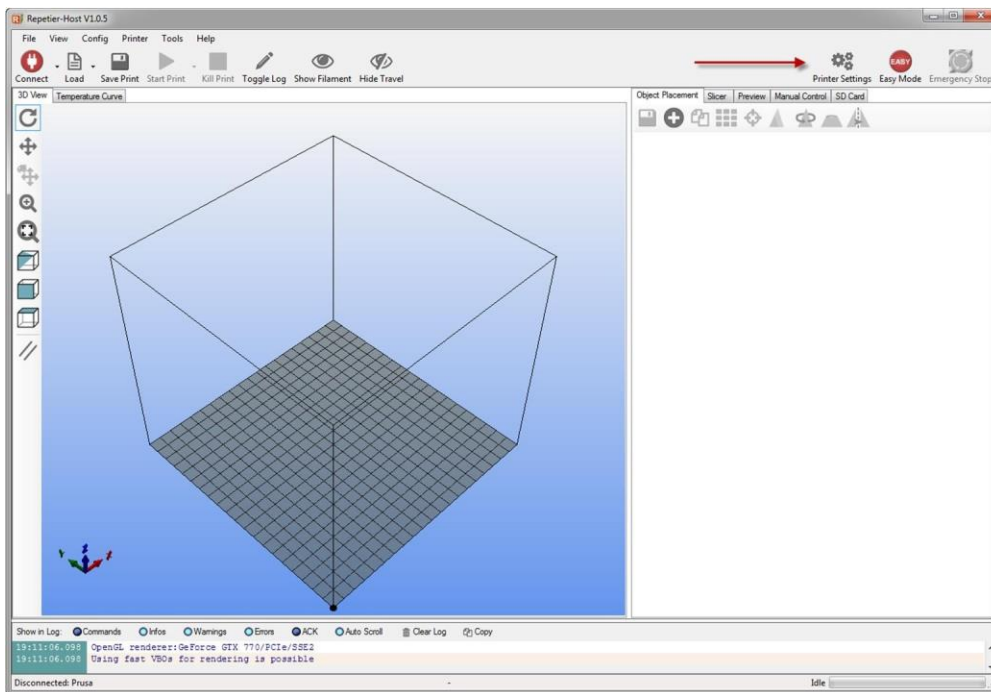 Repetier-Host V1.0.5
File View Config Printer Tools Help
Connect Load Save Print Start Print Kill Print Toggle Log Show Filament Hide Travel Printer Settings EASY Easy Mode Emergency Stop
3D View Temperature Curve Object Placement Slicer Preview Manual Control SD Card
Show in Log: Commands Infos Warnings Errors ACK Auto Scroll Clear Log Copy
19:11:06.098 OpenGL renderer:GeForce GTX 770/PCIe/SSE2
19:11:06.098 Using fast VBOs for rendering is possible
Disconnected: Prusa - Idle